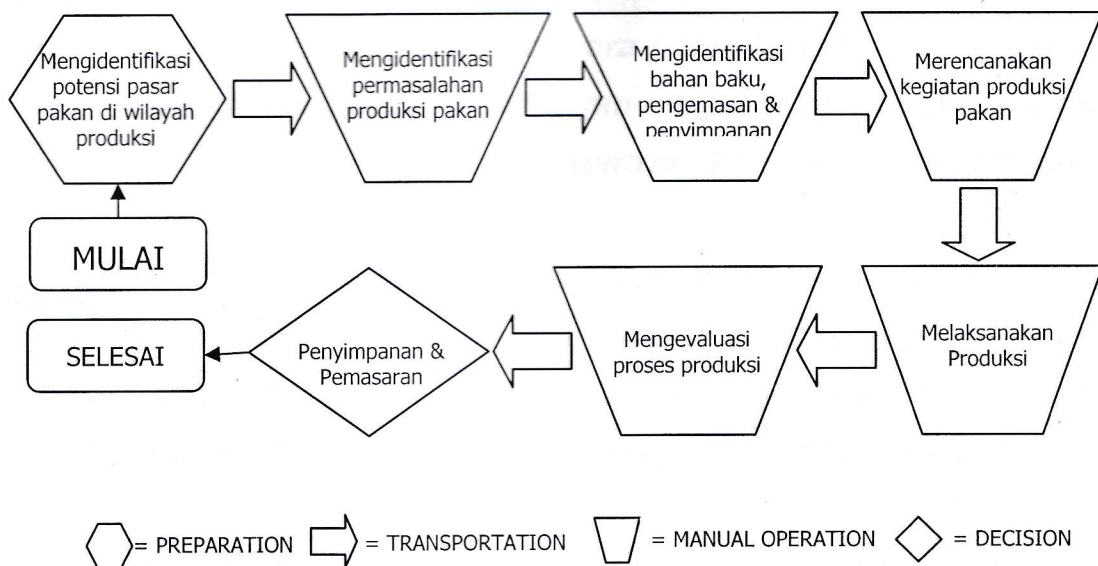 Mengidentifikasi
potensi pasar
pakan di wilayah
produksi
Mengidentifikasi
permasalahan
produksi pakan
Mengidentifikasi
bahan baku,
pengemasan &
penyimpanan
Merencanakan
kegiatan produksi
pakan
MULAI
SELESAI
Penyimpanan &
Pemasaran
Mengevaluasi
proses produksi
Melaksanakan
Produksi
= PREPARATION
= TRANSPORTATION
= MANUAL OPERATION
= DECISION